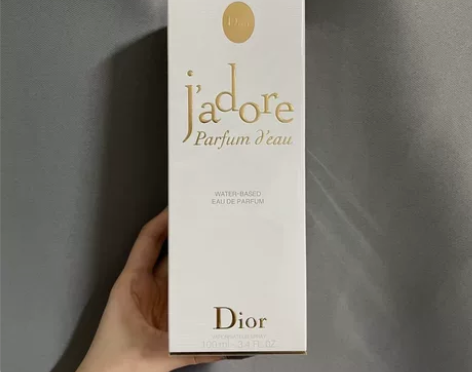 j'adore
Parfum d'eau
WATER-BASED
EAU DE PARFUM
Dior
100 ml - 3.4 FL.OZ.